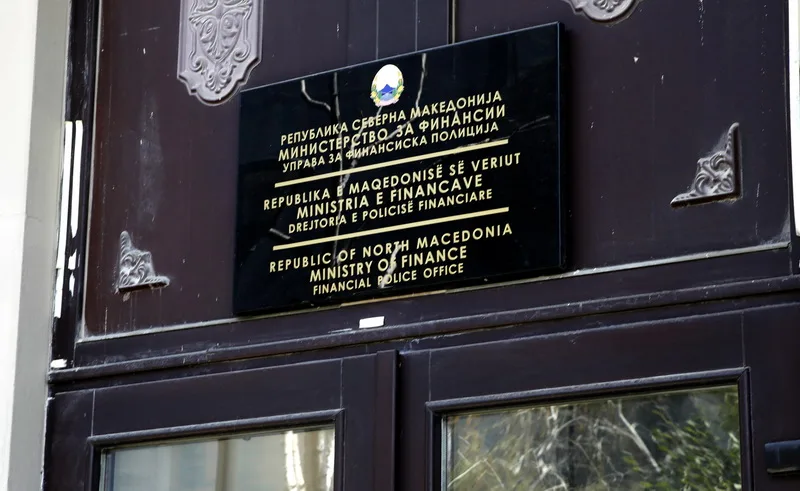 РЕПУБЛИКА СЕВЕРНА МАКЕДОНИЈА
МИНИСТЕРСТВО ЗА ФИНАНСИИ
УПРАВА ЗА ФИНАНСИСКА ПОЛИЦИЈА
REPUBLIKA E MAQEDONISË SË VERIUT
MINISTRIA E FINANCAVE
DREJTORIA E POLICISË FINANCIARE
REPUBLIC OF NORTH MACEDONIA
MINISTRY OF FINANCE
FINANCIAL POLICE OFFICE